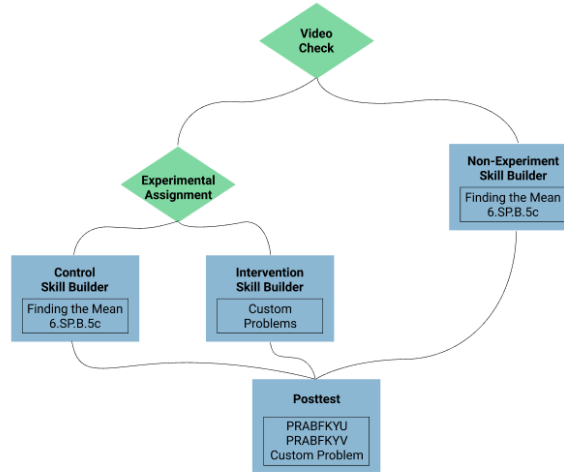 Video
Check
Experimental
Assignment
Non-Experiment
Skill Builder
Finding the Mean
6.SP.B.5c
Control
Skill Builder
Finding the Mean
6.SP.B.5c
Intervention
Skill Builder
Custom
Problems
Posttest
PRABFKYU
PRABFKYV
Custom Problem